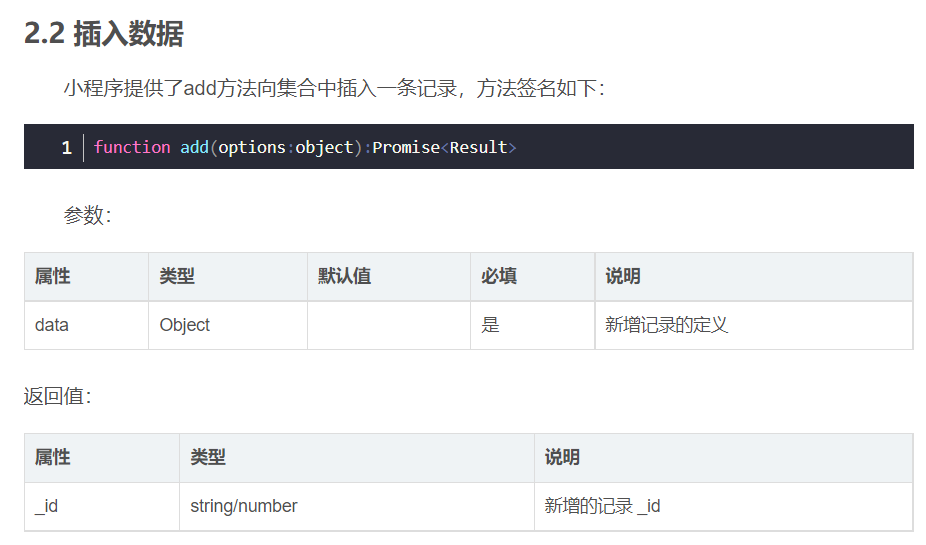 2.2 插入数据
小程序提供了add方法向集合中插入一条记录，方法签名如下：
1 function add(options:object):Promise<Result>
参数：
属性 类型 默认值 必填 说明
data Object 是 新增记录的定义
返回值：
属性 类型 说明
_id string/number 新增的记录 _id